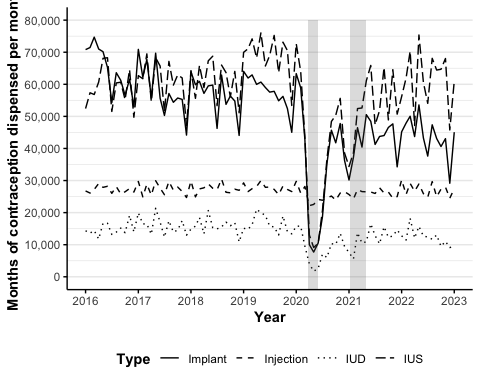 Months of contraception dispensed per
80,000
70,000
60,000
50,000
40,000
30,000
20,000
10,000
0
2016 2017 2018 2019 2020 2021 2022 2023
Year
Type Implant Injection IUD IUS